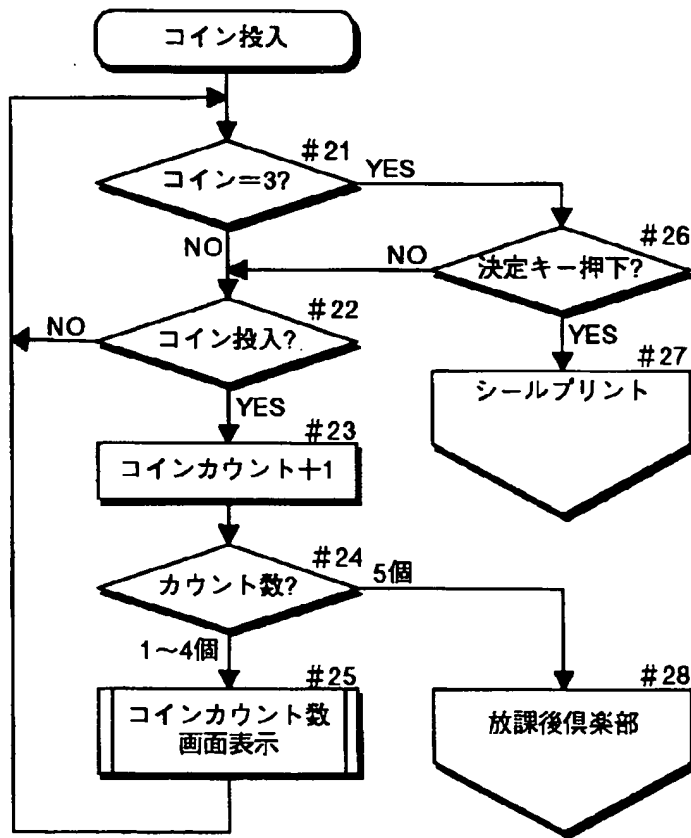 コイン投入
#21
コイン=3?
YES
NO
#26
決定キー押下?
NO
YES
#22
コイン投入?
NO
YES
#27
シールプリント
#23
コインカウント+1
#24
カウント数?
5個
1〜4個
#25
コインカウント数
画面表示
#28
放課後倶楽部